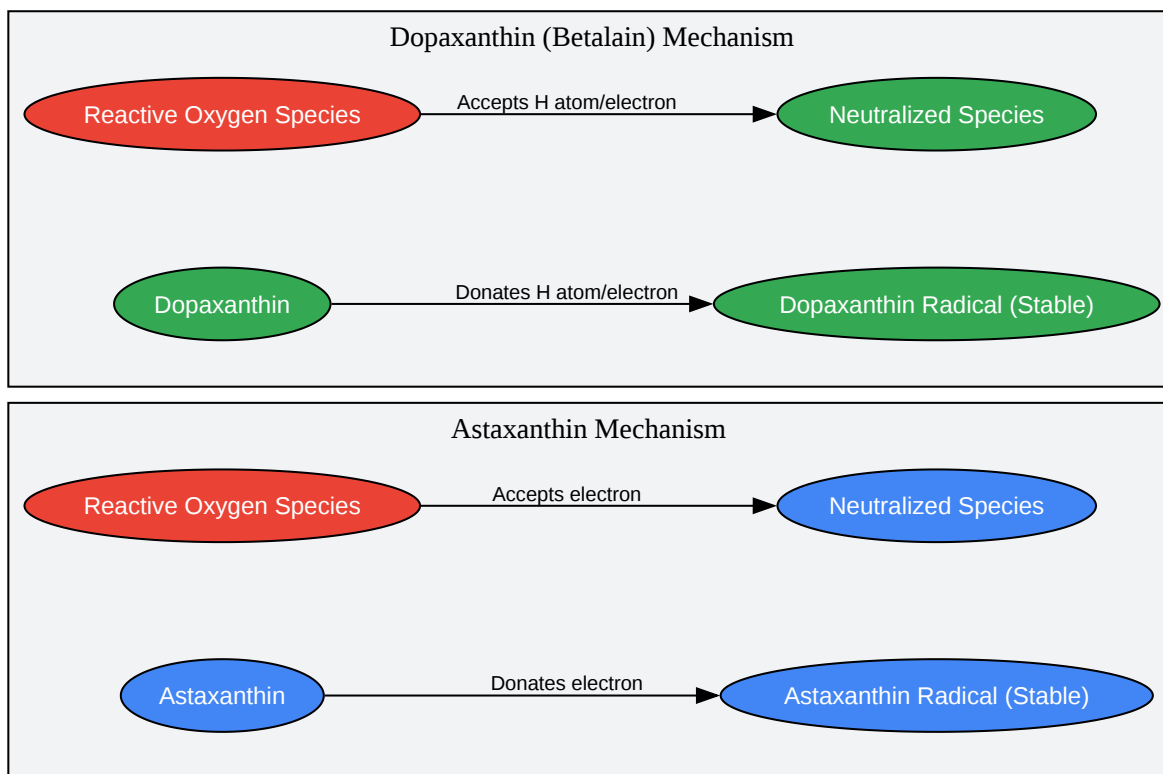 Dopaxanthin (Betalain) Mechanism
Reactive Oxygen Species
Accepts H atom/electron
Neutralized Species
Dopaxanthin
Donates H atom/electron
Dopaxanthin Radical (Stable)
Astaxanthin Mechanism
Reactive Oxygen Species
Accepts electron
Neutralized Species
Astaxanthin
Donates electron
Astaxanthin Radical (Stable)